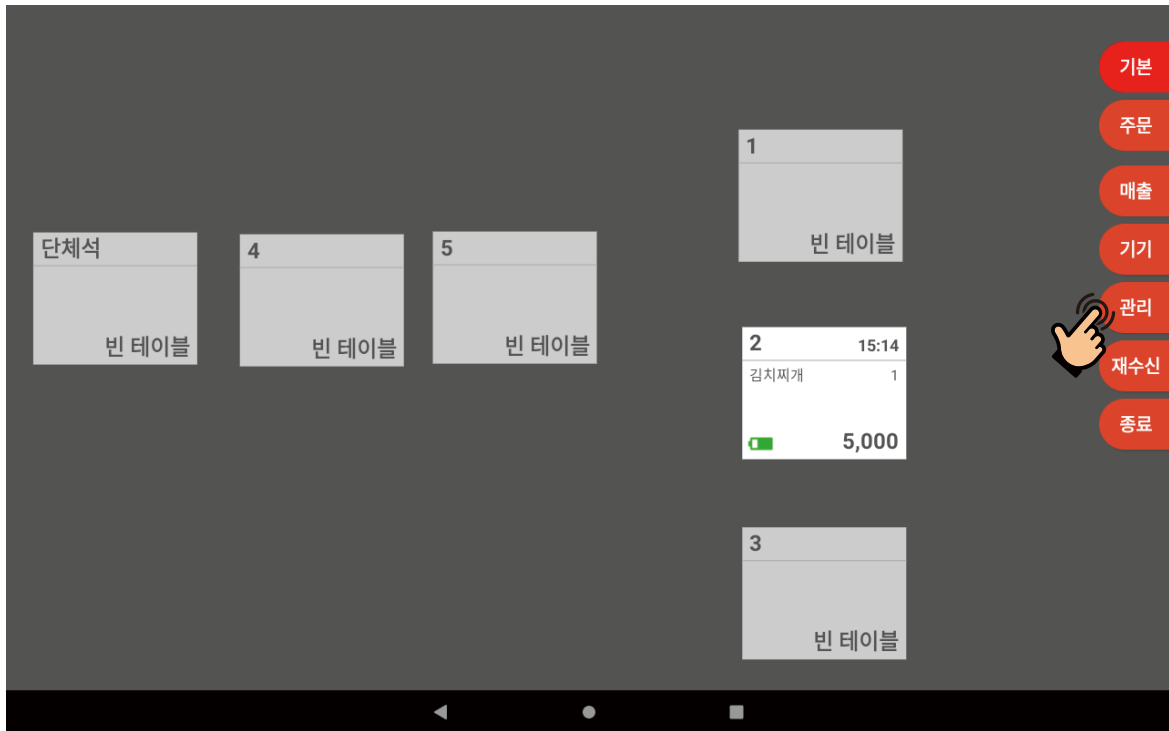 단체석
빈 테이블
4
빈 테이블
5
빈 테이블
1
빈 테이블
2 15:14
김치찌개 1
5,000
3
빈 테이블
기본
주문
매출
기기
관리
재수신
종료